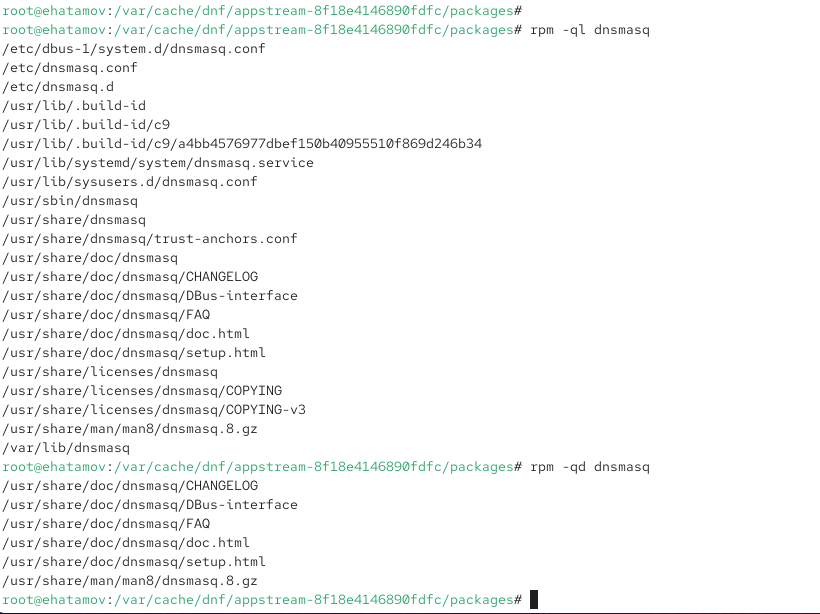 root@ehatamov:/var/cache/dnf/appstream-8f18e4146890fdfc/packages#
root@ehatamov:/var/cache/dnf/appstream-8f18e4146890fdfc/packages# rpm -ql dnsmasq
/etc/dbus-1/system.d/dnsmasq.conf
/etc/dnsmasq.conf
/etc/dnsmasq.d
/usr/lib/.build-id
/usr/lib/.build-id/c9
/usr/lib/.build-id/c9/a4bb4576977dbef150b40955510f869d246b34
/usr/lib/systemd/system/dnsmasq.service
/usr/lib/sysusers.d/dnsmasq.conf
/usr/sbin/dnsmasq
/usr/share/dnsmasq
/usr/share/dnsmasq/trust-anchors.conf
/usr/share/doc/dnsmasq
/usr/share/doc/dnsmasq/CHANGELOG
/usr/share/doc/dnsmasq/DBus-interface
/usr/share/doc/dnsmasq/FAQ
/usr/share/doc/dnsmasq/doc.html
/usr/share/doc/dnsmasq/setup.html
/usr/share/licenses/dnsmasq
/usr/share/licenses/dnsmasq/COPYING
/usr/share/licenses/dnsmasq/COPYING-v3
/usr/share/man/man8/dnsmasq.8.gz
/var/lib/dnsmasq
root@ehatamov:/var/cache/dnf/appstream-8f18e4146890fdfc/packages# rpm -qd dnsmasq
/usr/share/doc/dnsmasq/CHANGELOG
/usr/share/doc/dnsmasq/DBus-interface
/usr/share/doc/dnsmasq/FAQ
/usr/share/doc/dnsmasq/doc.html
/usr/share/doc/dnsmasq/setup.html
/usr/share/man/man8/dnsmasq.8.gz
root@ehatamov:/var/cache/dnf/appstream-8f18e4146890fdfc/packages#